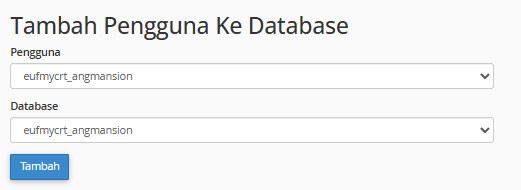 Tambah Pengguna Ke Database
Pengguna
eufmycrt_angmansion
Database
eufmycrt_angmansion
Tambah